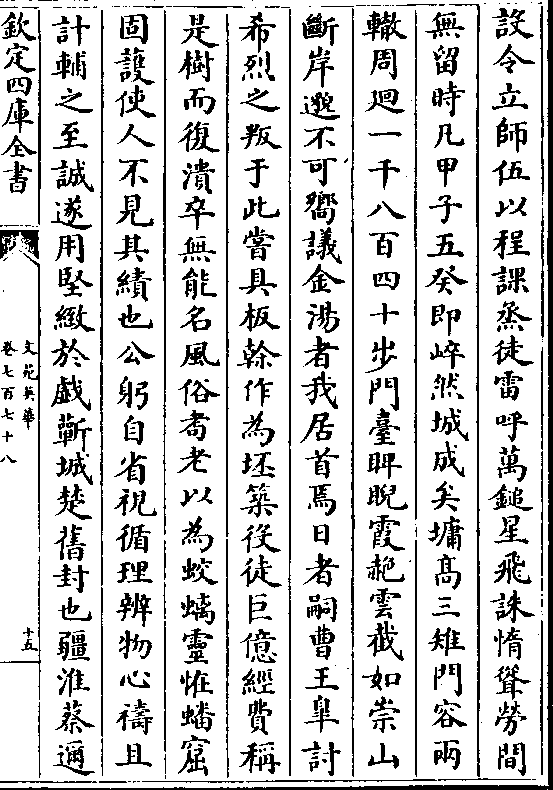 設令立師伍以程課烝徒雷呼萬鎚星飛誅惰聳勞間
無留時凡甲子五癸即崪然城成矣墉髙三雉門容兩
轍周迴一千八百四十步門臺睥睨霞赩雲截如崇山
斷岸邈不可嚮議金湯者我居首焉日者嗣曹王臯討
希烈之叛于此嘗具板榦作為坯築役徒巨億經費稱
是樹而復潰卒無能名風俗耆老以為蛟螭靈怪蟠窟
固䕶使人不見其績也公躬自省視循理辨物心禱且
計輔之至誠遂用堅緻於戱蘄城楚舊封也疆淮蔡邇
欽定四庫全書
文苑英華
卷七百七十八
十五